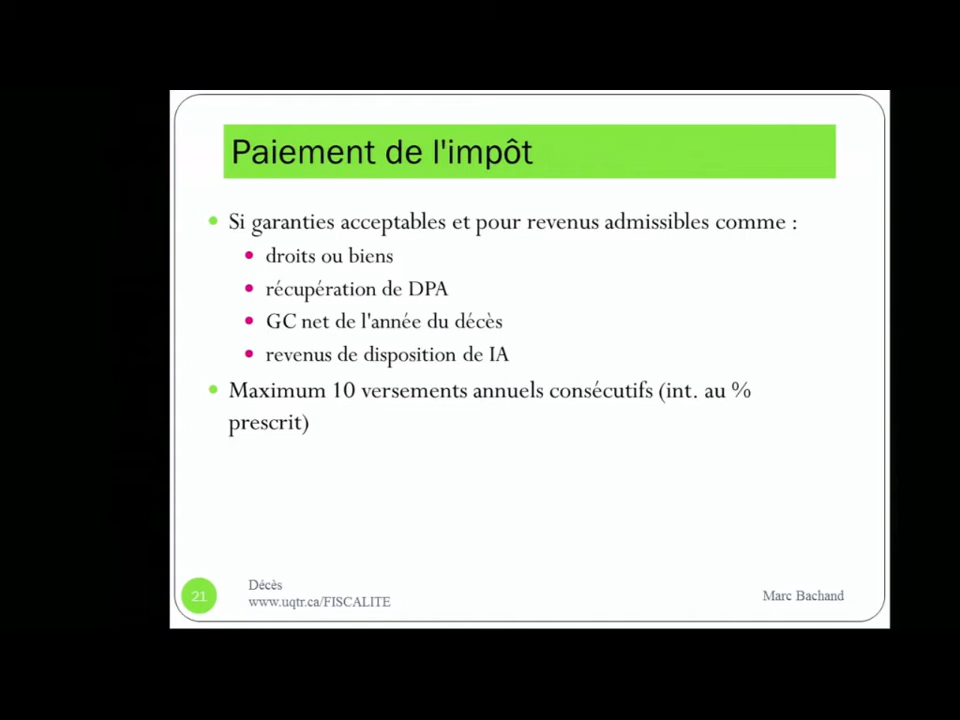 Paiement de l'impôt
Si garanties acceptables et pour revenus admissibles comme :
droits ou biens
récupération de DPA
GC net de l'année du décès
revenus de disposition de IA
Maximum 10 versements annuels consécutifs (int. au %
prescrit)
21
Décès
www.uqtr.ca/FISCALITE
Marc Bachand